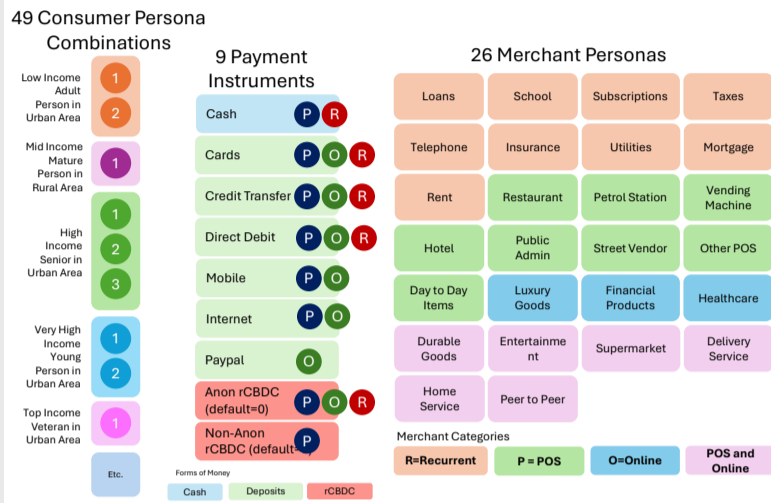 49 Consumer Persona
Combinations
Low Income
Adult
Person in
Urban Area
1
2
Mid Income
Mature
Person in
Rural Area
1
High
Income
Senior in
Urban Area
1
2
3
Very High
Income
Young
Person in
Urban Area
1
2
Top Income
Veteran in
Urban Area
1
Etc.
9 Payment
Instruments
Cash P R
Cards P O R
Credit Transfer P O R
Direct Debit P O R
Mobile P O
Internet P O
Paypal O
Anon rCBDC
(default=0) P O R
Non-Anon
rCBDC (default= P
Forms of Money
Cash Deposits rCBDC
26 Merchant Personas
Loans School Subscriptions Taxes
Telephone Insurance Utilities Mortgage
Rent Restaurant Petrol Station Vending
Machine
Hotel Public
Admin Street Vendor Other POS
Day to Day
Items Luxury
Goods Financial
Products Healthcare
Durable
Goods Entertainme
nt Supermarket Delivery
Service
Home
Service Peer to Peer
Merchant Categories
R=Recurrent P = POS O=Online POS and
Online